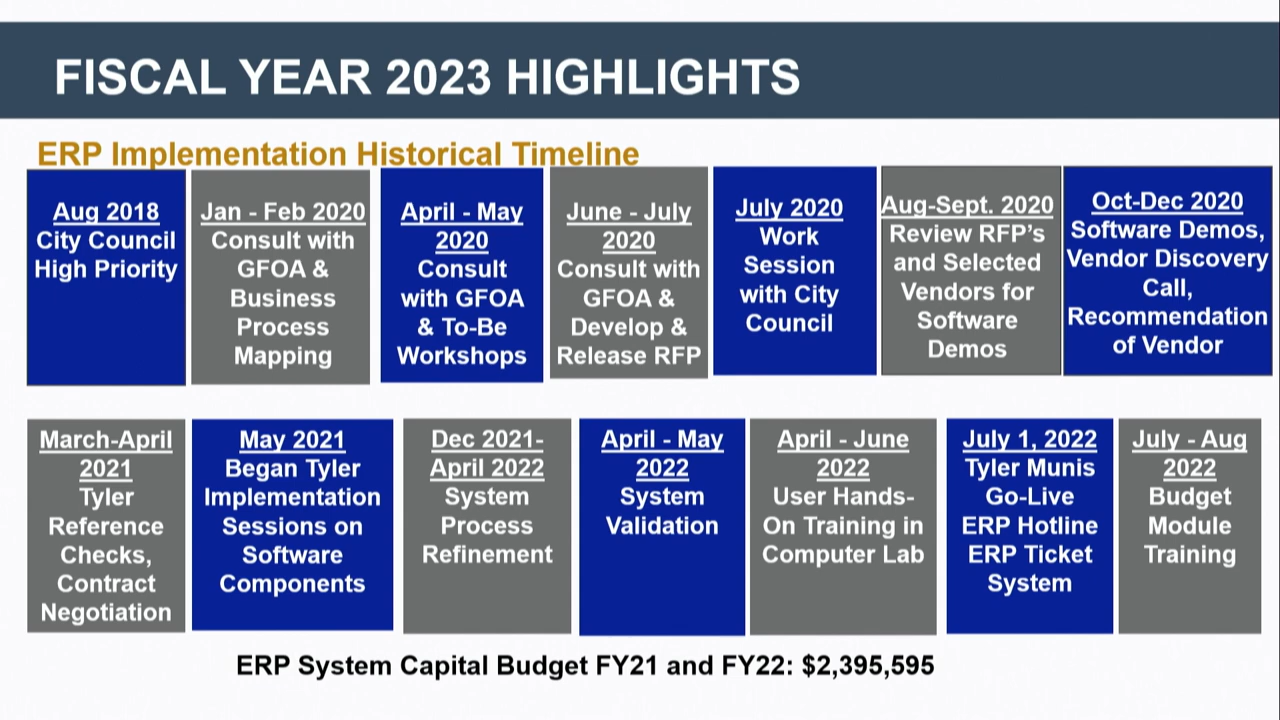 FISCAL YEAR 2023 HIGHLIGHTS
ERP Implementation Historical Timeline
Aug 2018
City Council
High Priority
Jan - Feb 2020
Consult with
GFOA &
Business
Process
Mapping
April - May
2020
Consult
with GFOA
& To-Be
Workshops
June - July
2020
Consult with
GFOA &
Develop &
Release RFP
July 2020
Work
Session
with City
Council
Aug-Sept. 2020
Review RFP's
and Selected
Vendors for
Software
Demos
Oct-Dec 2020
Software Demos,
Vendor Discovery
Call,
Recommendation
of Vendor
March-April
2021
Tyler
Reference
Checks,
Contract
Negotiation
May 2021
Began Tyler
Implementation
Sessions on
Software
Components
Dec 2021-
April 2022
System
Process
Refinement
April - May
2022
System
Validation
April - June
2022
User Hands-
On Training in
Computer Lab
July 1, 2022
Tyler Munis
Go-Live
ERP Hotline
ERP Ticket
System
July - Aug
2022
Budget
Module
Training
ERP System Capital Budget FY21 and FY22: $2,395,595